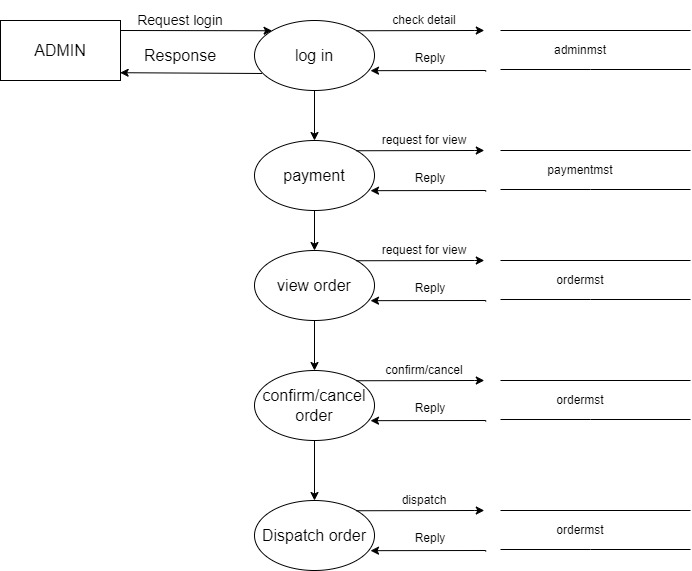 Request login
check detail
ADMIN
log in
adminmst
Response
Reply
request for view
payment
paymentmst
Reply
request for view
view order
ordermst
Reply
confirm/cancel
confirm/cancel
order
ordermst
Reply
dispatch
Dispatch order
ordermst
Reply